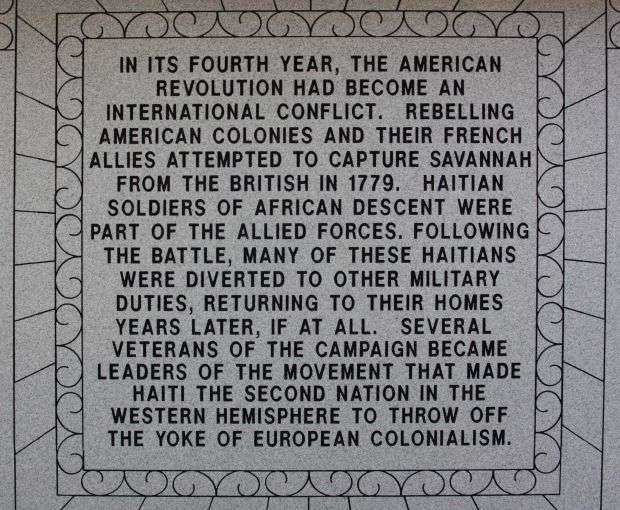 IN ITS FOURTH YEAR, THE AMERICAN
REVOLUTION HAD BECOME AN
INTERNATIONAL CONFLICT. REBELLING
AMERICAN COLONIES AND THEIR FRENCH
ALLIES ATTEMPTED TO CAPTURE SAVANNAH
FROM THE BRITISH IN 1779. HAITIAN
SOLDIERS OF AFRICAN DESCENT WERE
PART OF THE ALLIED FORCES. FOLLOWING
THE BATTLE, MANY OF THESE HAITIANS
WERE DIVERTED TO OTHER MILITARY
DUTIES, RETURNING TO THEIR HOMES
YEARS LATER, IF AT ALL. SEVERAL
VETERANS OF THE CAMPAIGN BECAME
LEADERS OF THE MOVEMENT THAT MADE
HAITI THE SECOND NATION IN THE
WESTERN HEMISPHERE TO THROW OFF
THE YOKE OF EUROPEAN COLONIALISM.